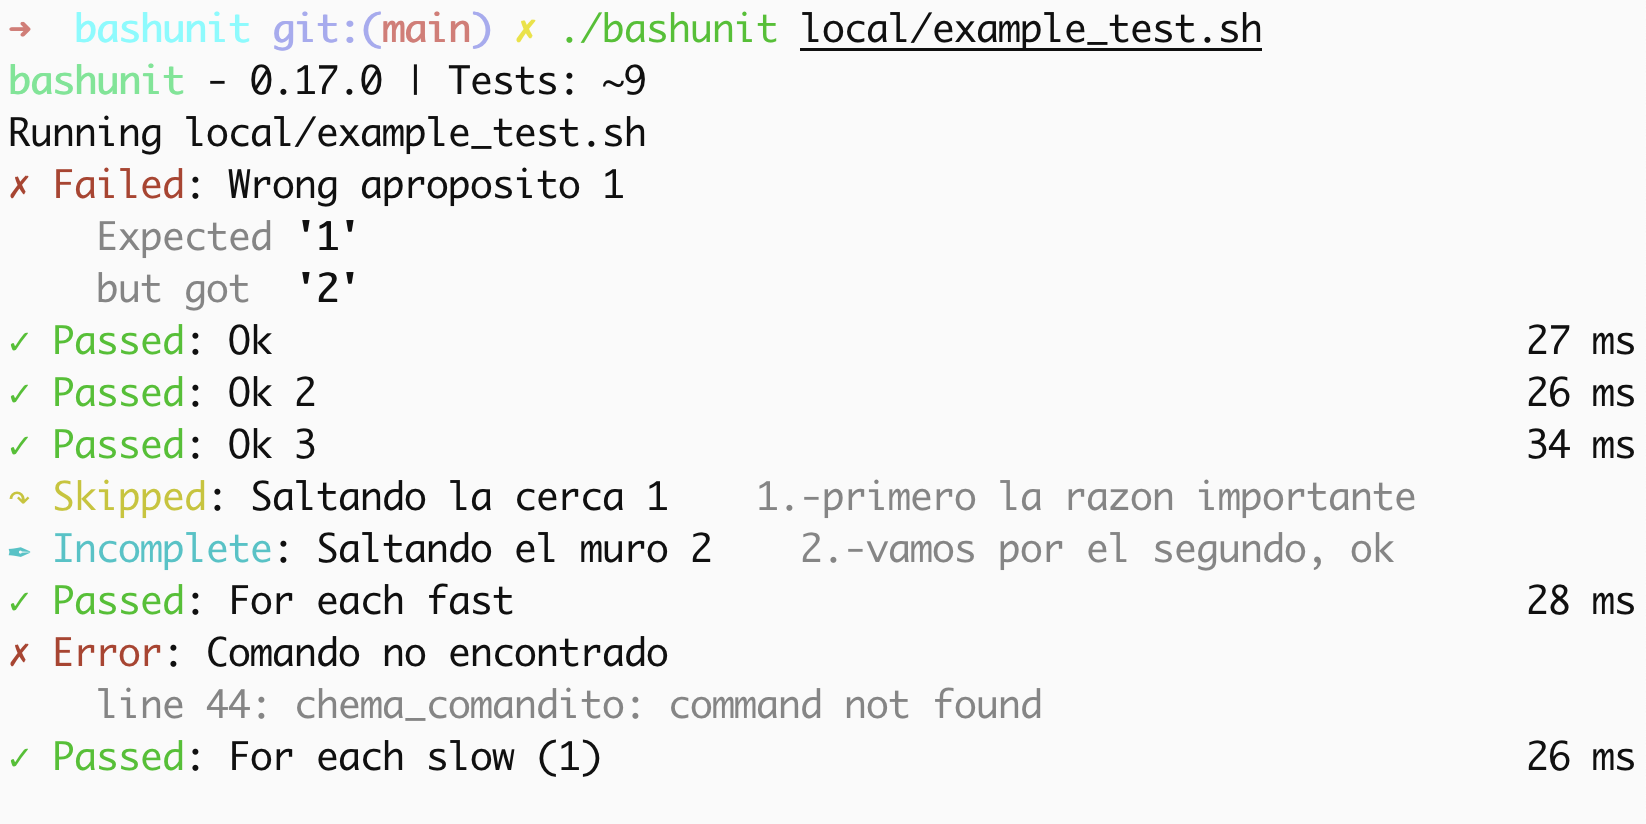 ➜  bashunit git:(main) ✗ ./bashunit local/example_test.sh
bashunit - 0.17.0 | Tests: ~9
Running local/example_test.sh
✗ Failed: Wrong aproposito 1
    Expected '1'
    but got  '2'
✓ Passed: Ok 27 ms
✓ Passed: Ok 2 26 ms
✓ Passed: Ok 3 34 ms
↷ Skipped: Saltando la cerca 1    1.-primero la razon importante
✒ Incomplete: Saltando el muro 2    2.-vamos por el segundo, ok
✓ Passed: For each fast 28 ms
✗ Error: Comando no encontrado
    line 44: chema_comandito: command not found
✓ Passed: For each slow (1) 26 ms